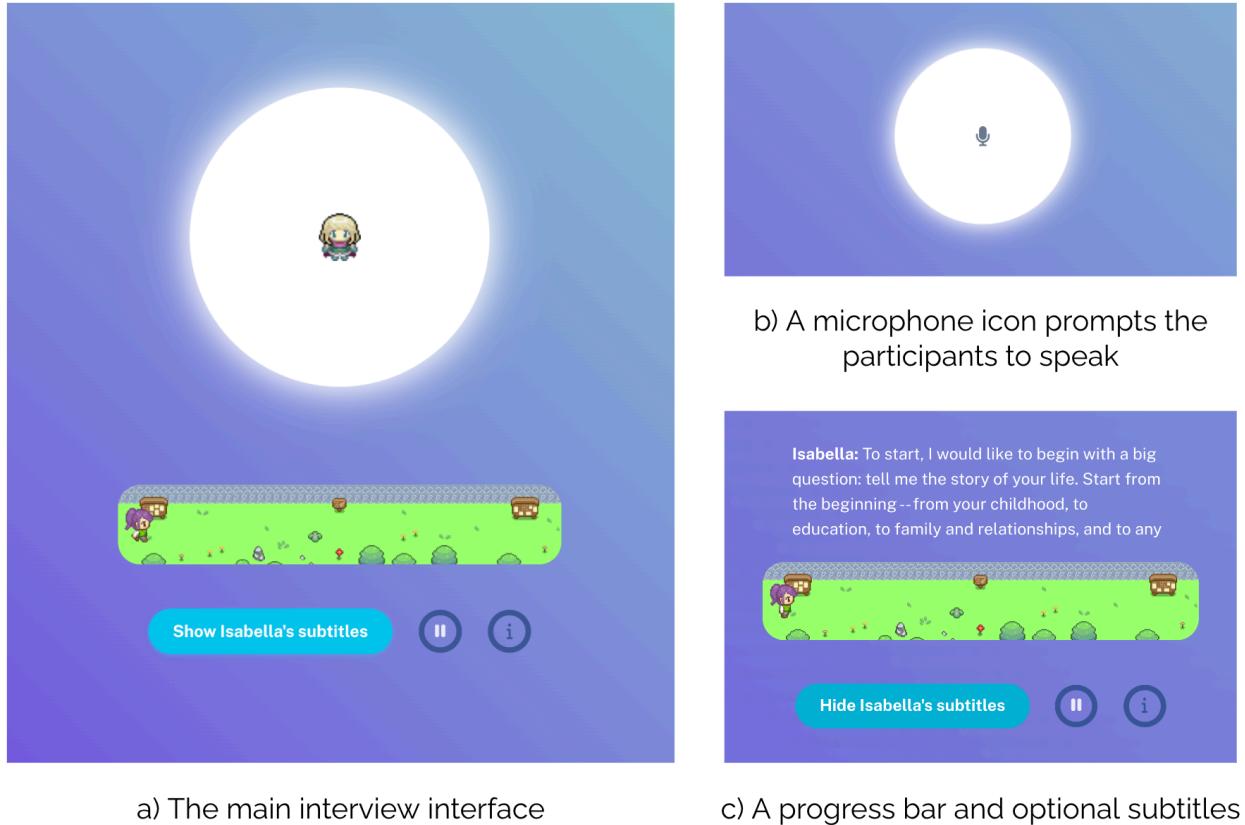 Show Isabella's subtitles
a) The main interview interface
b) A microphone icon prompts the
participants to speak
Isabella: To start, I would like to begin with a big
question: tell me the story of your life. Start from
the beginning--from your childhood, to
education, to family and relationships, and to any
Hide Isabella's subtitles
c) A progress bar and optional subtitles